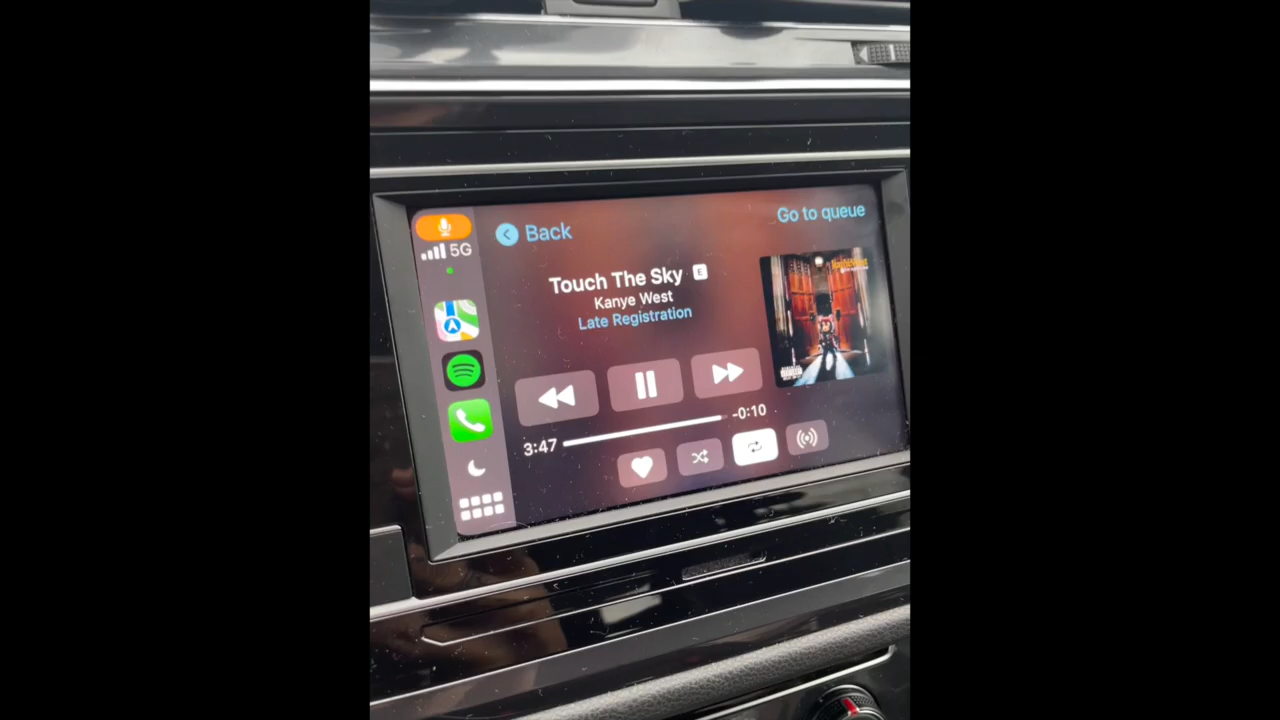 5G
Back
Go to queue
Touch The Sky E
Kanye West
Late Registration
3:47
-0:10